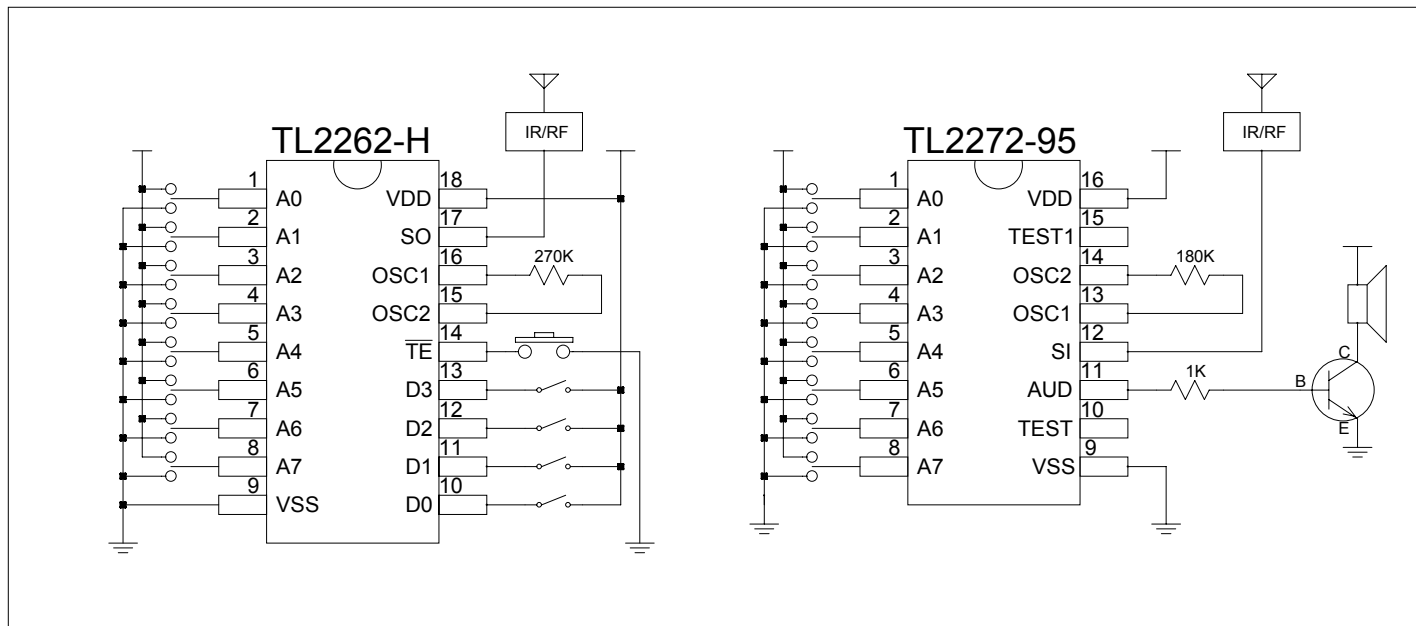 IR/RF
TL2262-H
1 A0
2 A1
3 A2
4 A3
5 A4
6 A5
7 A6
8 A7
9 VSS
VDD 18
SO 17
OSC1 16
270K
OSC2 15
TE 14
D3 13
D2 12
D1 11
D0 10
IR/RF
TL2272-95
1 A0
2 A1
3 A2
4 A3
5 A4
6 A5
7 A6
8 A7
VDD 16
TEST1 15
OSC2 14
180K
OSC1 13
SI 12
AUD 11
1K
TEST 10
VSS 9
C
B
E